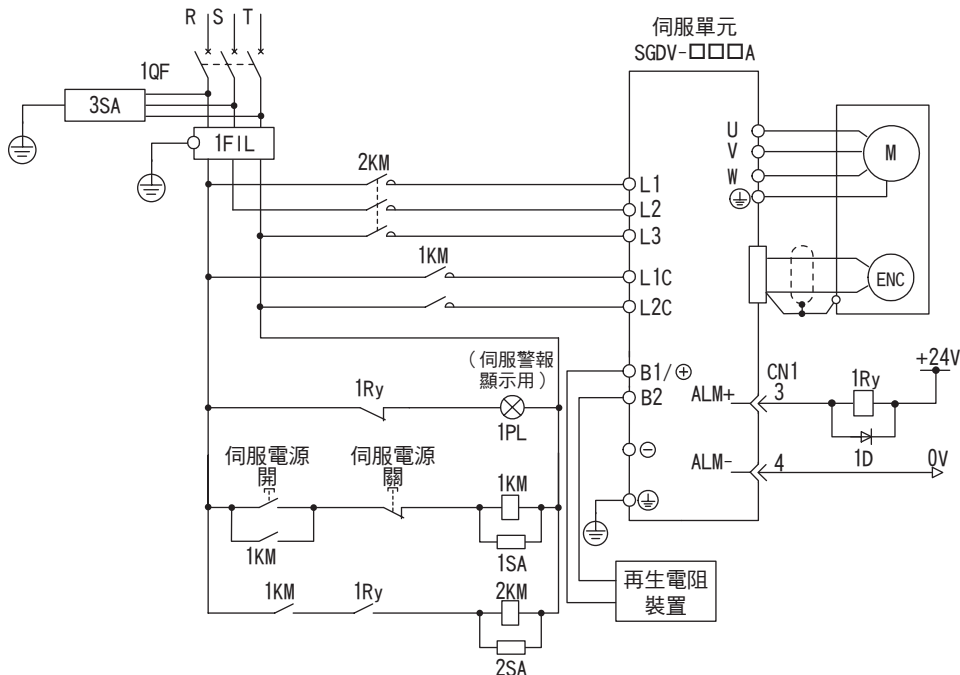 R S T
伺服單元
SGDV-□□□A
1QF
3SA
1FIL
U
V
W
M
2KM
L1
L2
L3
1KM
L1C
L2C
ENC
(伺服警報
顯示用)
1Ry
1PL
B1/⊕
B2
CN1
ALM+
3
1Ry
+24V
1D
⊖
ALM-
4
0V
伺服電源
開
伺服電源
關
1KM
1KM
1SA
1KM
1Ry
2KM
2SA
再生電阻
裝置